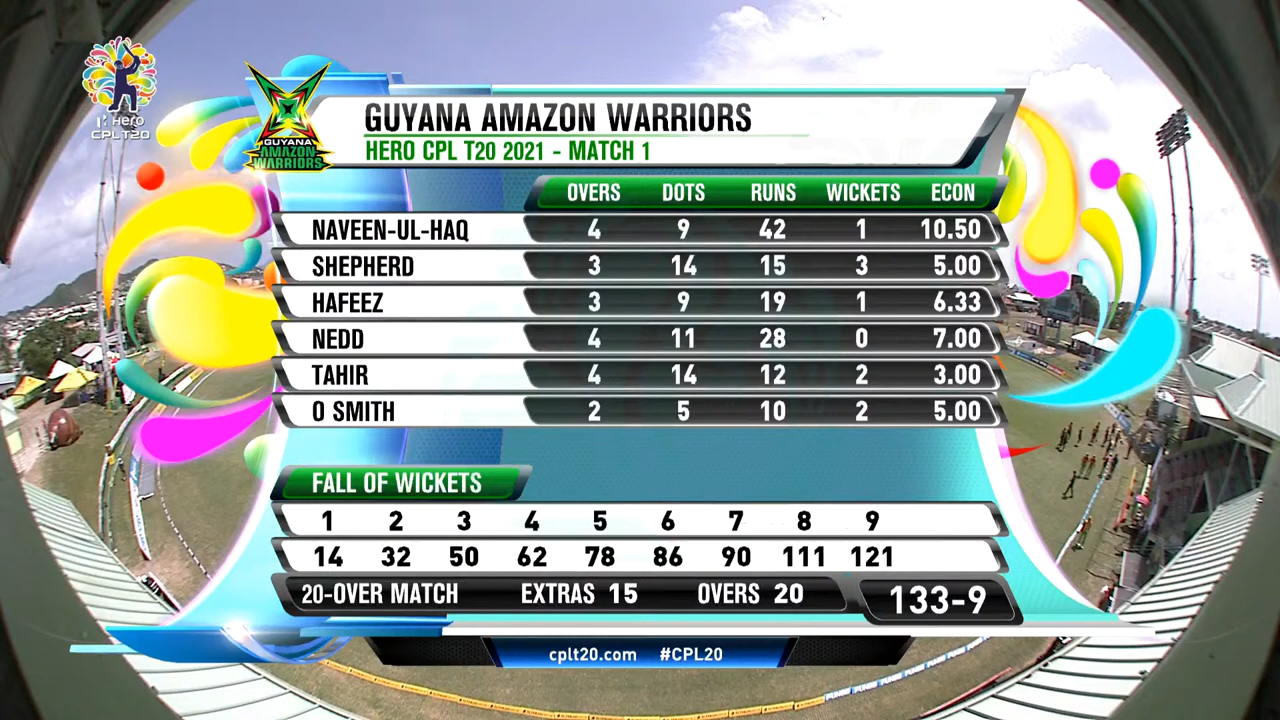 Hero
CPL T20
GUYANA
AMAZON
WARRIORS
GUYANA AMAZON WARRIORS
HERO CPL T20 2021 - MATCH 1
OVERS DOTS RUNS WICKETS ECON
NAVEEN-UL-HAQ 4 9 42 1 10.50
SHEPHERD 3 14 15 3 5.00
HAFEEZ 3 9 19 1 6.33
NEDD 4 11 28 0 7.00
TAHIR 4 14 12 2 3.00
O SMITH 2 5 10 2 5.00
FALL OF WICKETS
1 2 3 4 5 6 7 8 9
14 32 50 62 78 86 90 111 121
20-OVER MATCH EXTRAS 15 OVERS 20 133-9
cplt20.com #CPL20